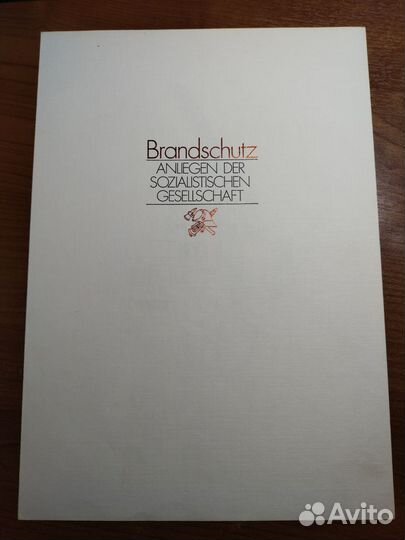 Brandschutz
ANLIEGEN DER
SOZIALISTISCHEN
GESELLSCHAFT
Avito